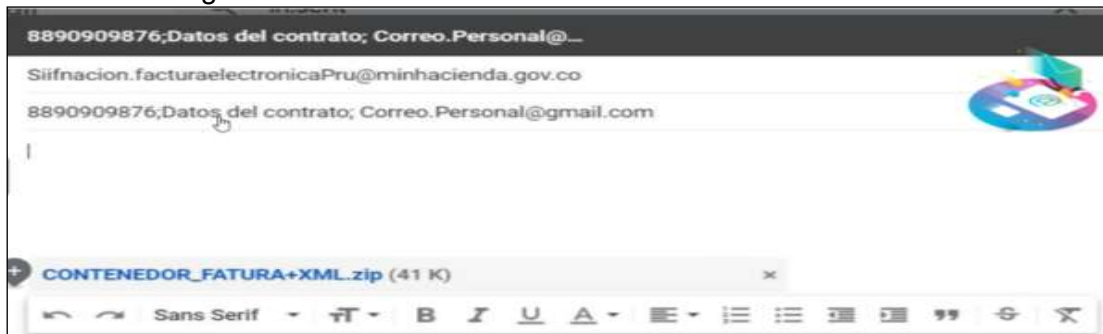 8890909876;Datos del contrato; Correo.Personal@...
Siifnacion.facturaelectronicaPru@minhacienda.gov.co
8890909876;Datos del contrato; Correo.Personal@gmail.com
CONTENEDOR_FATURA+XML.zip (41 K)
Sans Serif